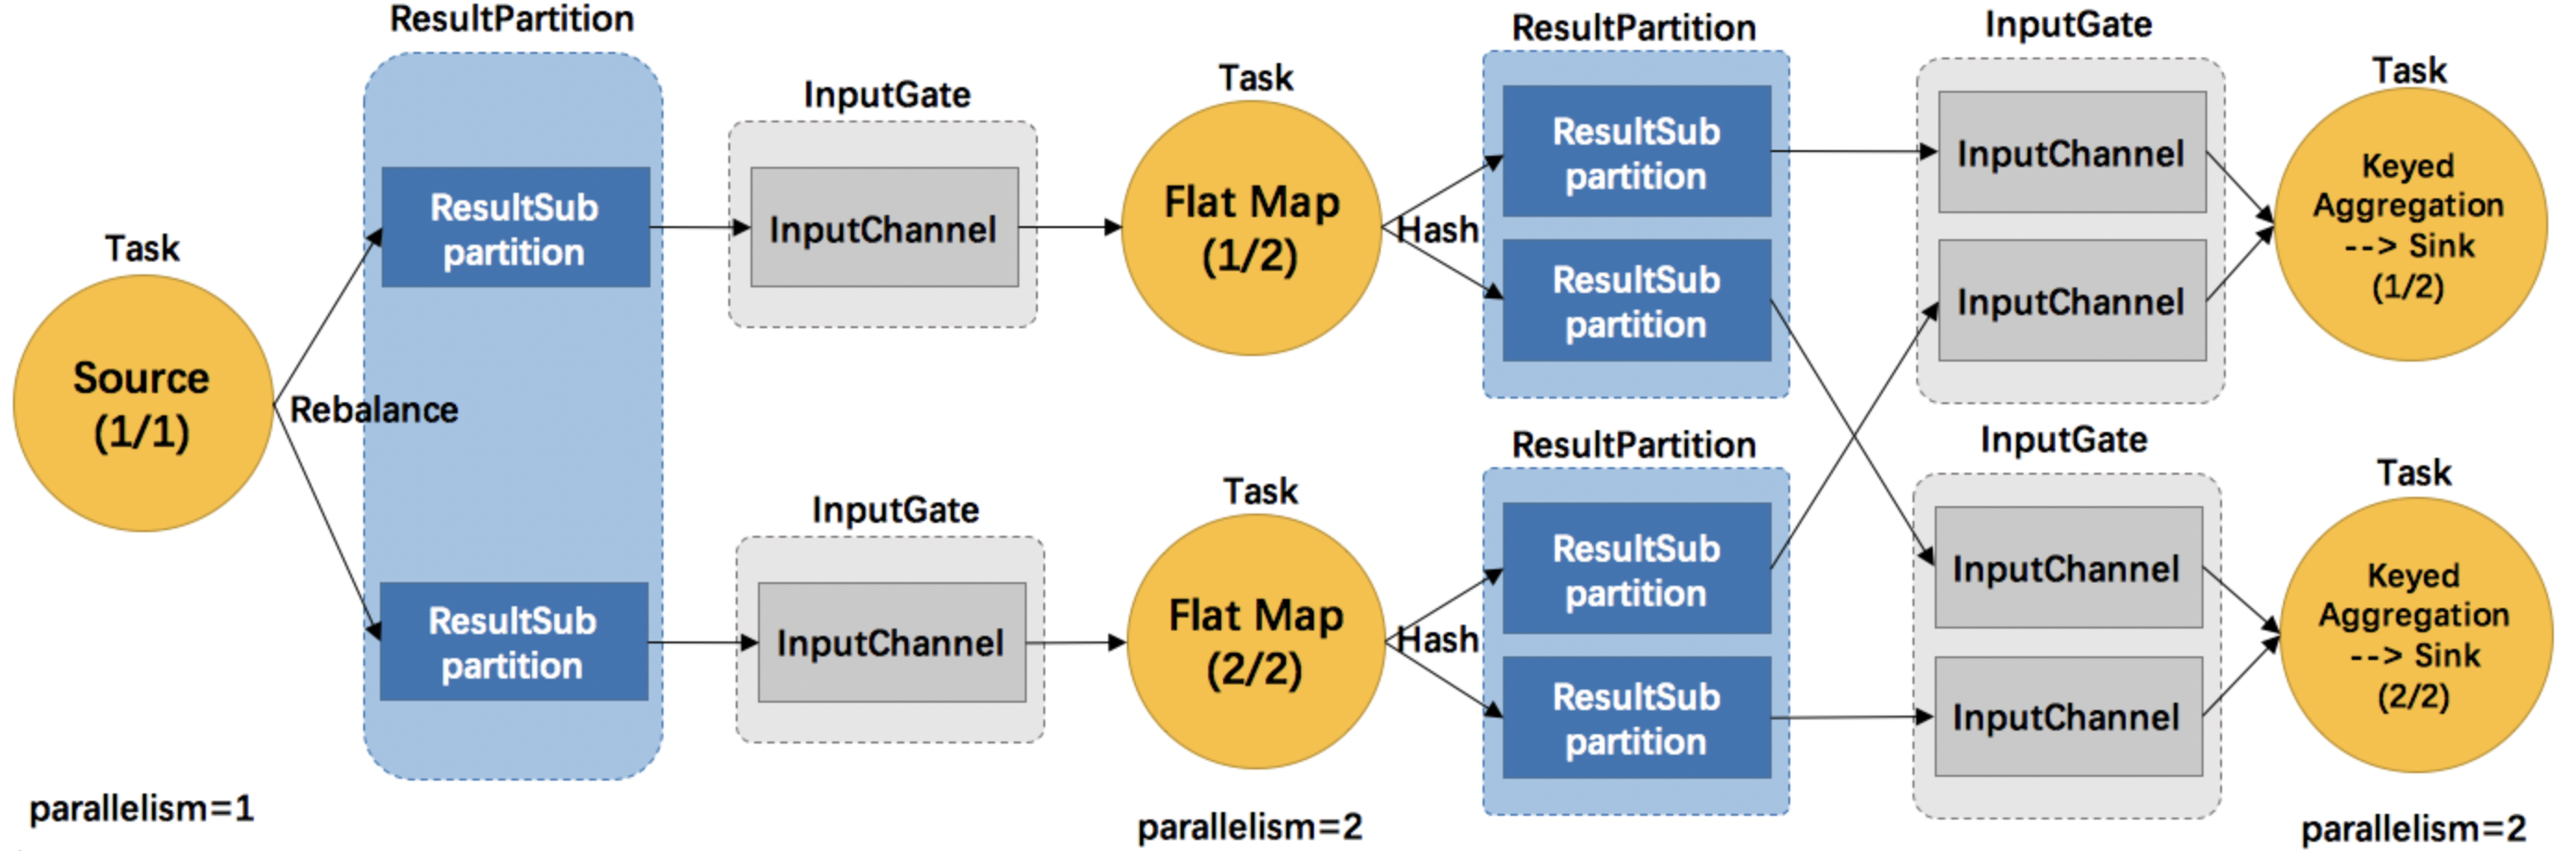 Task
Source
(1/1)
parallelism=1
Rebalance
ResultPartition
ResultSub
partition
ResultSub
partition
InputGate
InputChannel
InputGate
InputChannel
Task
Flat Map
(1/2)
Hash
Task
Flat Map
(2/2)
Hash
parallelism=2
ResultPartition
ResultSub
partition
ResultSub
partition
ResultPartition
ResultSub
partition
ResultSub
partition
InputGate
InputChannel
InputChannel
InputGate
InputChannel
InputChannel
Task
Keyed
Aggregation
--> Sink
(1/2)
Task
Keyed
Aggregation
--> Sink
(2/2)
parallelism=2